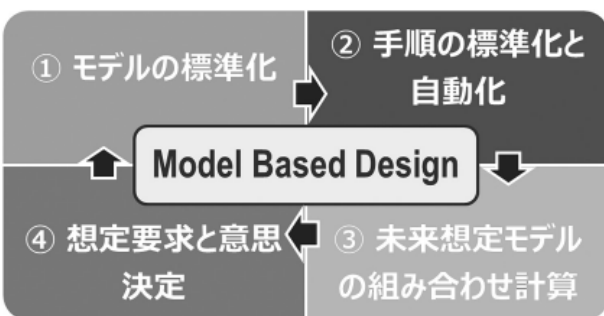 ① モデルの標準化
② 手順の標準化と
自動化
Model Based Design
④ 想定要求と意思
決定
③ 未来想定モデル
の組み合わせ計算